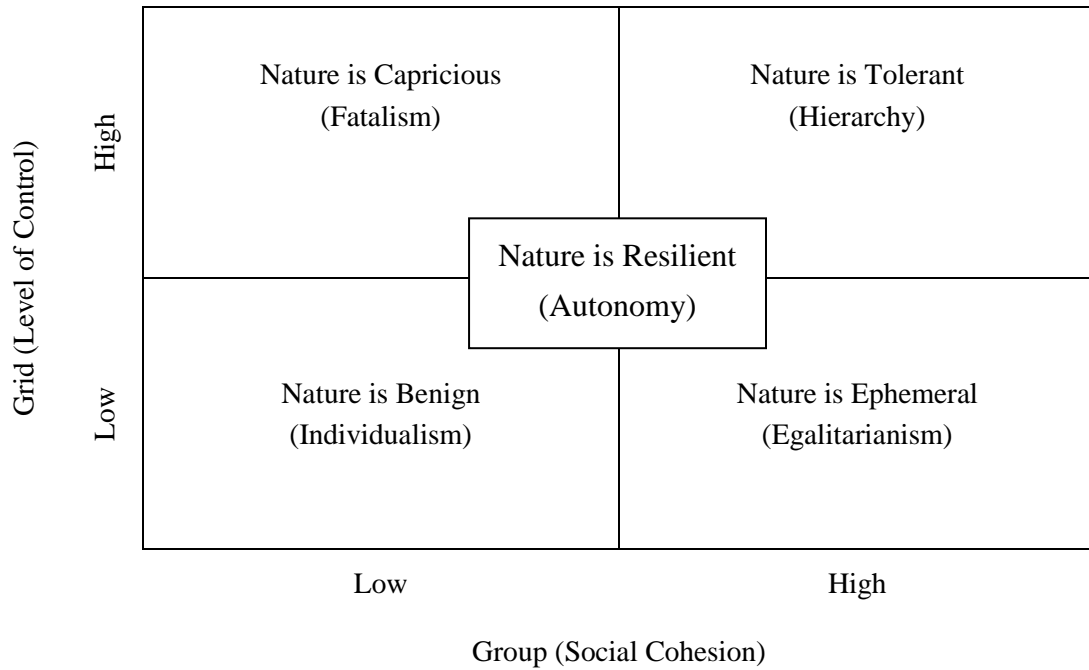 Nature is Capricious
(Fatalism)
Nature is Tolerant
(Hierarchy)
High
Grid (Level of Control)
Nature is Resilient
(Autonomy)
Low
Nature is Benign
(Individualism)
Nature is Ephemeral
(Egalitarianism)
Low
High
Group (Social Cohesion)